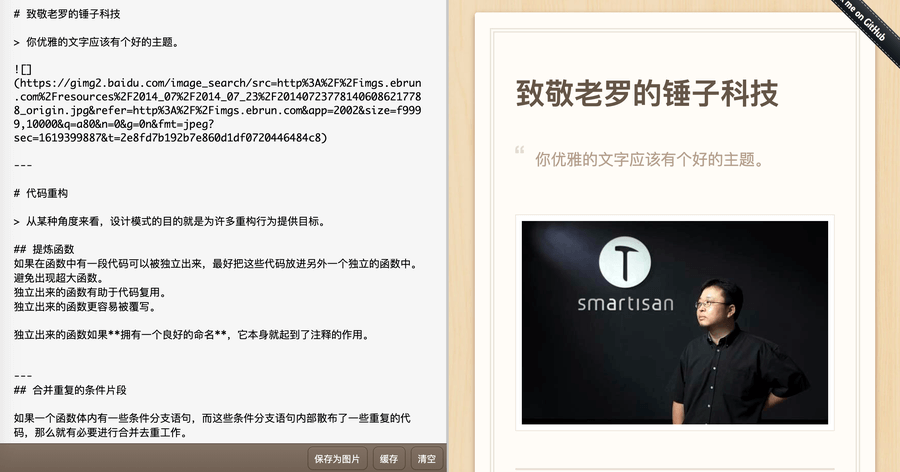 # 致敬老罗的锤子科技
> 你优雅的文字应该有个好的主题。
![]
(https://gimg2.baidu.com/image_search/src=http%3A%2F%2Fimgs.ebrun
.com%2Fresources%2F2014_07%2F2014_07_23%2F201407237781406086217788
8_origin.jpg&refer=http%3A%2F%2Fimgs.ebrun.com&app=2002&size=f999
9,10000&q=a80&n=0&g=0n&fmt=jpeg?
sec=1619399887&t=2e8fd7b192b7e860d1df0720446484c8)
---
# 代码重构
> 从某种角度来看，设计模式的目的就是为许多重构行为提供目标。
## 提炼函数
如果在函数中有一段代码可以被独立出来，最好把这些代码放进另外一个独立的函数中。
避免出现超大函数。
独立出来的函数有助于代码复用。
独立出来的函数更容易被覆写。
独立出来的函数如果**拥有一个良好的命名**，它本身就起到了注释的作用。
---
## 合并重复的条件片段
如果一个函数体内有一些条件分支语句，而这些条件分支语句内部散布了一些重复的代
码，那么就有必要进行合并去重工作。
保存为图片
缓存
清空
me on GitHub
致敬老罗的锤子科技
“ 你优雅的文字应该有个好的主题。
T
smartisan